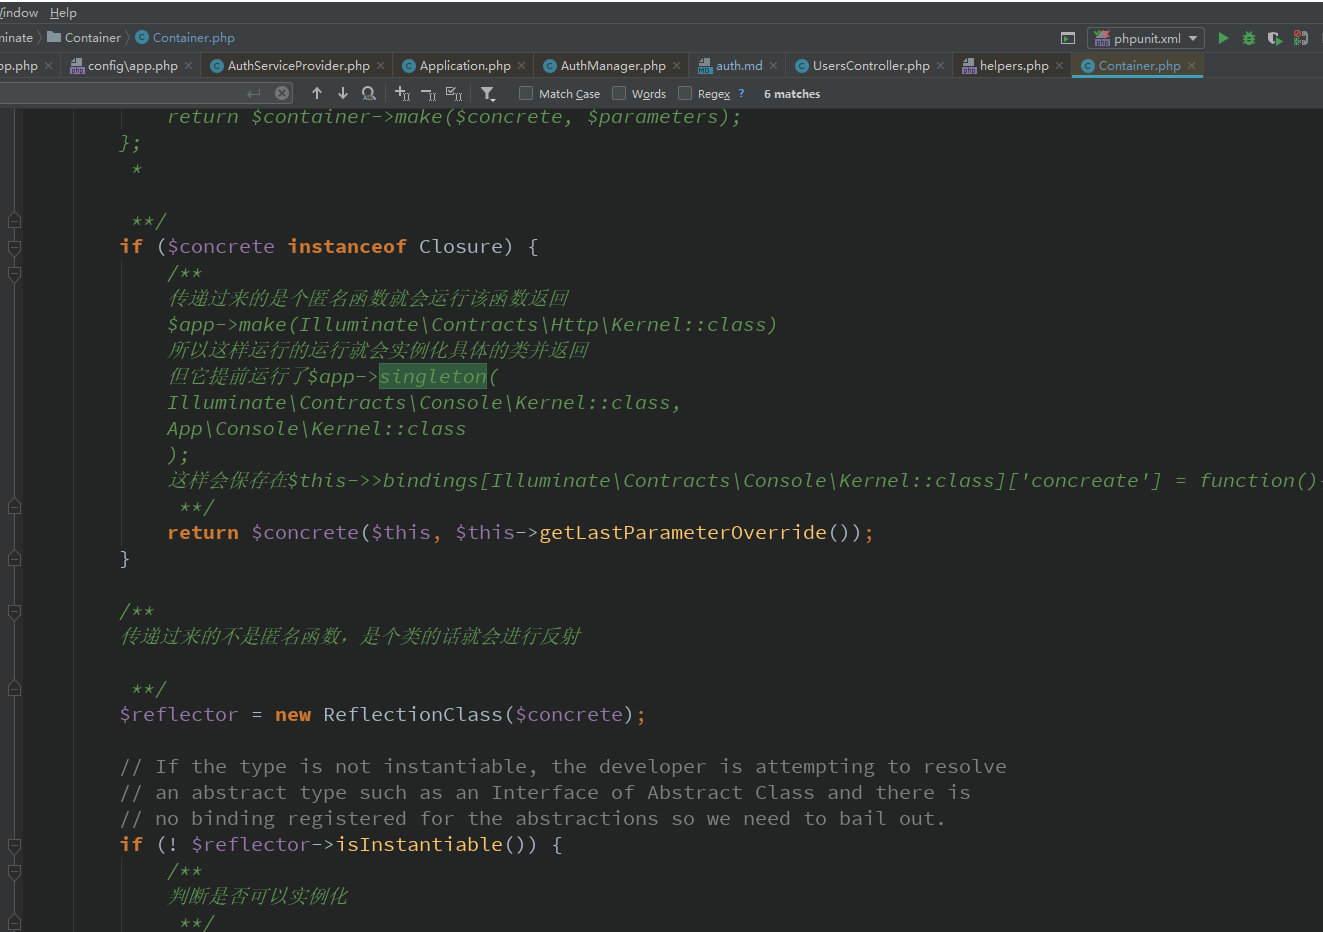 Window Help
minate Container Container.php phpunit.xml
pp.php config\app.php AuthServiceProvider.php Application.php AuthManager.php auth.md UsersController.php helpers.php Container.php
Match Case Words Regex ? 6 matches
return $container->make($concrete, $parameters);
};
*
**/
if ($concrete instanceof Closure) {
/**
传递过来的是个匿名函数就会运行该函数返回
$app->make(Illuminate\Contracts\Http\Kernel::class)
所以这样运行的运行就会实例化具体的类并返回
但它提前运行了$app->singleton(
Illuminate\Contracts\Console\Kernel::class,
App\Console\Kernel::class
);
这样会保存在$this->>bindings[Illuminate\Contracts\Console\Kernel::class]['concreate'] = function()
**/
return $concrete($this, $this->getLastParameterOverride());
}
/**
传递过来的不是匿名函数，是个类的话就会进行反射
**/
$reflector = new ReflectionClass($concrete);
// If the type is not instantiable, the developer is attempting to resolve
// an abstract type such as an Interface of Abstract Class and there is
// no binding registered for the abstractions so we need to bail out.
if (! $reflector->isInstantiable()) {
/**
判断是否可以实例化
**/